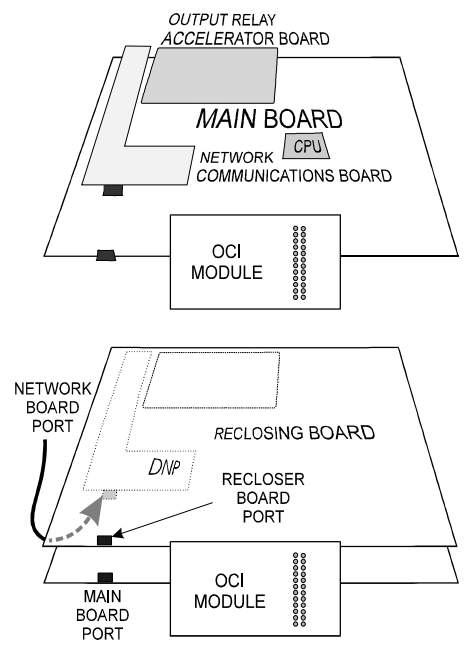 OUTPUT RELAY
ACCELERATOR BOARD
MAIN BOARD
CPU
NETWORK
COMMUNICATIONS BOARD
OCI
MODULE
NETWORK
BOARD
PORT
RECLOSING BOARD
DNP
RECLOSER
BOARD
PORT
OCI
MODULE
MAIN
BOARD
PORT